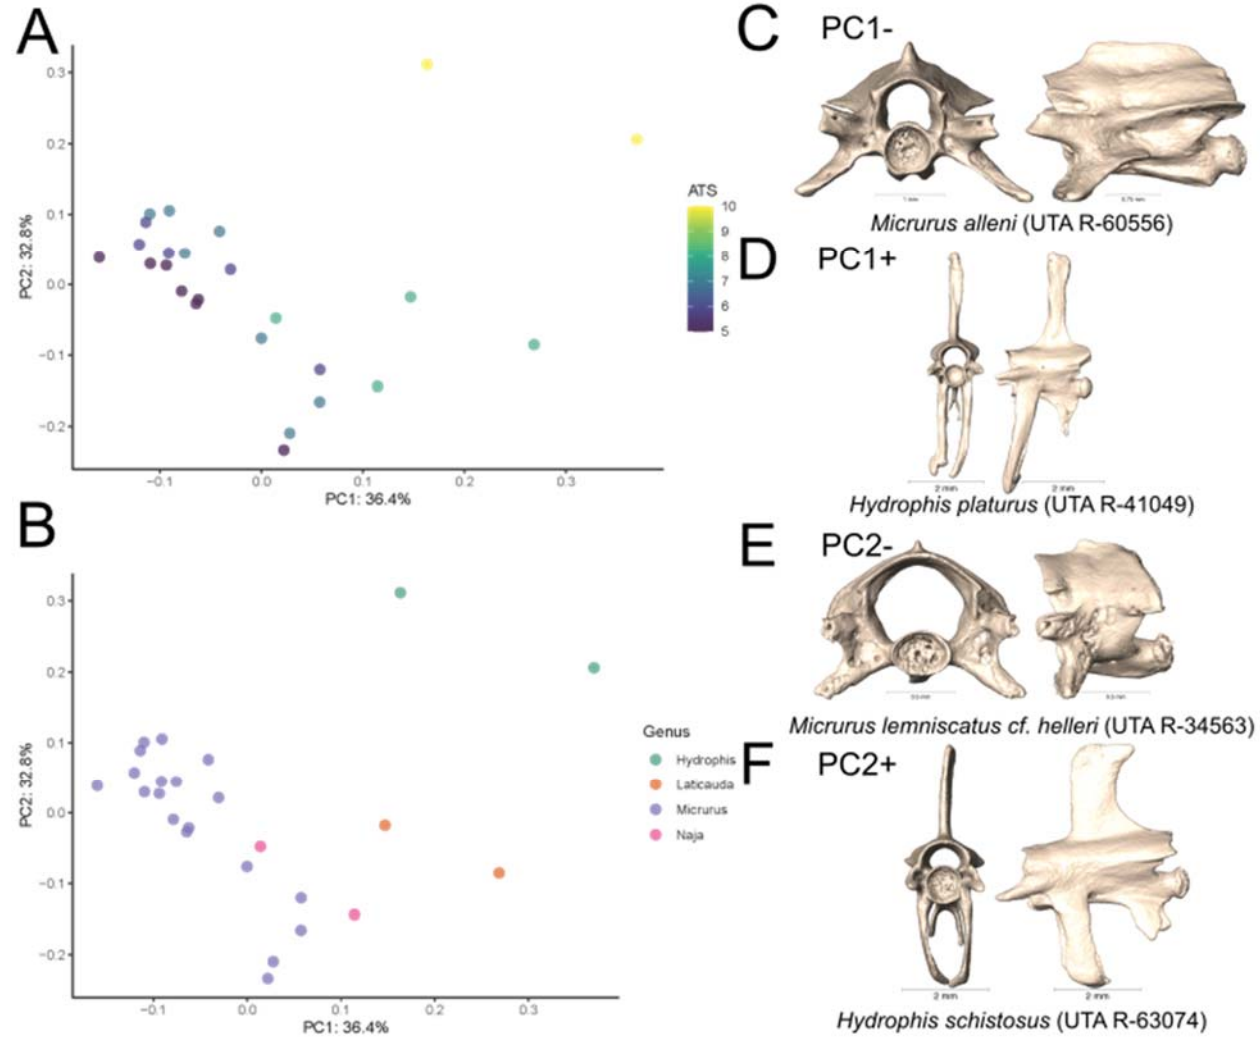 A
0.3
0.2
0.1
0.0
−0.1
−0.2
PC2: 32.8%
−0.1
0.0
0.1
0.2
0.3
PC1: 36.4%
ATS
10
9
8
7
6
5
B
0.3
0.2
0.1
0.0
−0.1
−0.2
PC2: 32.8%
−0.1
0.0
0.1
0.2
0.3
PC1: 36.4%
Genus
Hydrophis
Laticauda
Micrurus
Naja
C PC1-
1 mm
0.75 mm
Micrurus alleni (UTA R-60556)
D PC1+
2 mm
2 mm
Hydrophis platurus (UTA R-41049)
E PC2-
Micrurus lemniscatus cf. helleri (UTA R-34563)
F PC2+
2 mm
2 mm
Hydrophis schistosus (UTA R-63074)